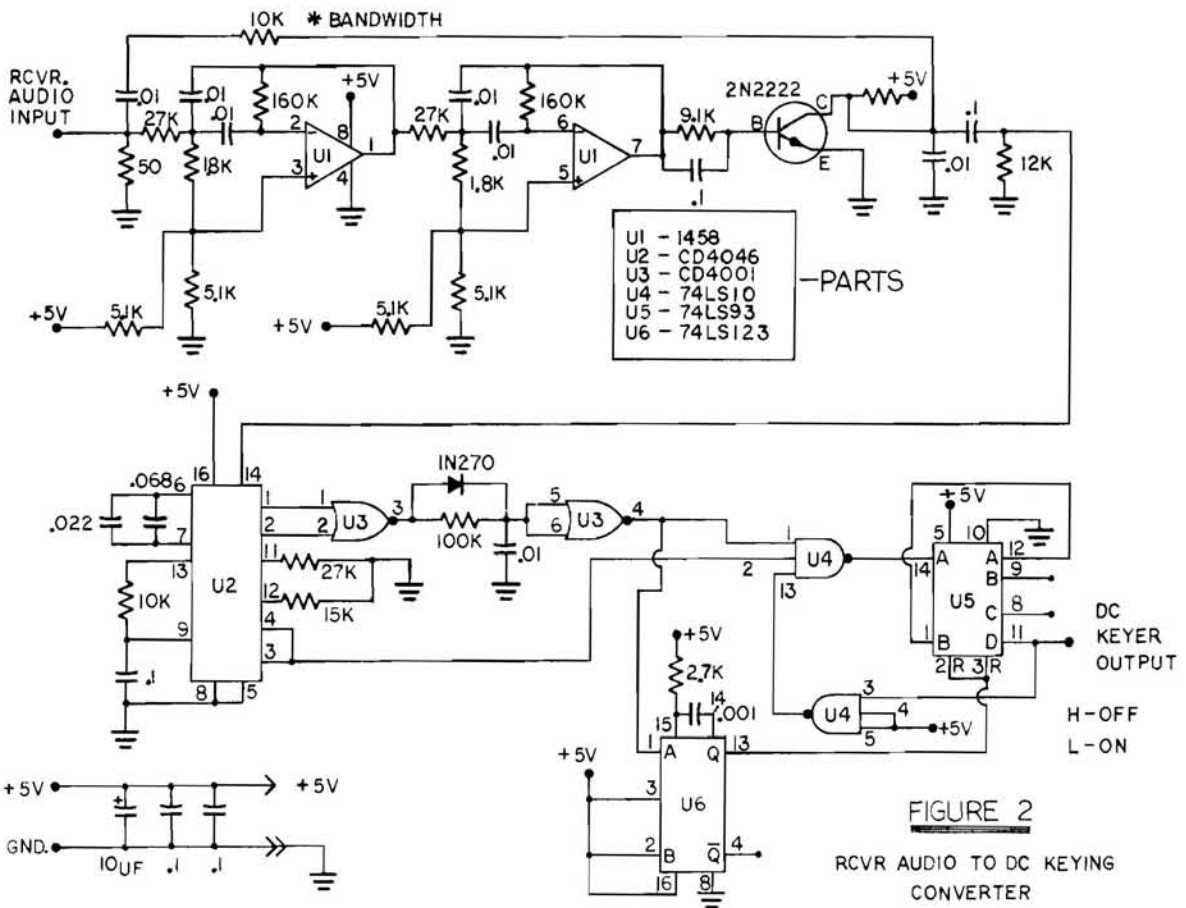 10K * BANDWIDTH
RCVR.
AUDIO
INPUT
.01
.01
.01
160K
+5V
27K
2
8
U1
1
3
4
50
18K
5.1K
+5V
5.1K
27K
.01
.01
160K
6
U1
7
5
1.8K
5.1K
+5V
5.1K
9.1K
.1
2N2222
B
C
E
+5V
.1
.01
12K
U1 - 1458
U2 - CD4046
U3 - CD4001
U4 - 74LS10
U5 - 74LS93
U6 - 74LS123
-PARTS
+5V
16
14
.068
6
.022
7
13
10K
9
.1
8
5
U2
1
2
11
12
4
3
27K
15K
1
2
U3
3
1N270
100K
.01
5
6
U3
4
1
2
13
U4
+5V
5
10
14
A
A
12
B
9
U5
C
8
1
B
D
11
2
R
3
R
DC
KEYER
OUTPUT
H-OFF
L-ON
3
4
5
U4
+5V
+5V
2.7K
14
.001
15
1
A
Q
13
+5V
3
U6
2
B
Q̅
4
16
8
+5V
+
+5V
GND.
10UF
.1
.1
FIGURE 2
RCVR AUDIO TO DC KEYING
CONVERTER